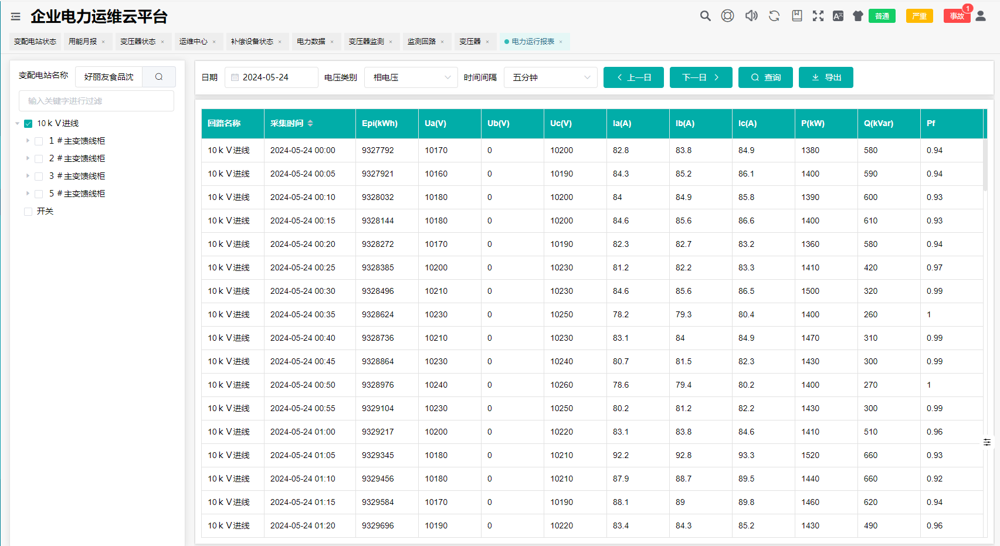 企业电力运维云平台
普通 严重 事故 1
变配电站状态 用能月报 × 变压器状态 × 运维中心 × 补偿设备状态 × 电力数据 × 变压器监测 × 监测回路 × 变压器 × 电力运行报表 ×
变配电站名称 好丽友食品沈
输入关键字进行过滤
10ｋＶ进线
1 ＃主变馈线柜
2 ＃主变馈线柜
3 ＃主变馈线柜
5 ＃主变馈线柜
开关
日期 2024-05-24 电压类别 相电压 时间间隔 五分钟 上一日 下一日 查询 导出
回路名称 采集时间 Epi(kWh) Ua(V) Ub(V) Uc(V) Ia(A) Ib(A) Ic(A) P(kW) Q(kVar) Pf
10ｋＶ进线 2024-05-24 00:00 9327792 10170 0 10200 82.8 83.8 84.9 1380 580 0.94
10ｋＶ进线 2024-05-24 00:05 9327921 10160 0 10190 84.3 85.2 86.1 1400 590 0.94
10ｋＶ进线 2024-05-24 00:10 9328032 10180 0 10200 84 84.9 85.8 1390 600 0.93
10ｋＶ进线 2024-05-24 00:15 9328144 10180 0 10200 84.6 85.6 86.6 1400 610 0.93
10ｋＶ进线 2024-05-24 00:20 9328272 10170 0 10190 82.3 82.7 83.2 1360 580 0.94
10ｋＶ进线 2024-05-24 00:25 9328385 10200 0 10230 81.2 82.2 83.3 1410 420 0.97
10ｋＶ进线 2024-05-24 00:30 9328496 10210 0 10230 84.6 85.6 86.5 1500 320 0.99
10ｋＶ进线 2024-05-24 00:35 9328624 10230 0 10250 78.2 79.3 80.4 1400 260 1
10ｋＶ进线 2024-05-24 00:40 9328736 10210 0 10230 83.1 84 84.9 1470 310 0.99
10ｋＶ进线 2024-05-24 00:45 9328864 10230 0 10240 80.7 81.5 82.3 1430 300 0.99
10ｋＶ进线 2024-05-24 00:50 9328976 10240 0 10260 78.6 79.4 80.2 1400 270 1
10ｋＶ进线 2024-05-24 00:55 9329104 10230 0 10250 80.2 81.2 82.2 1430 300 0.99
10ｋＶ进线 2024-05-24 01:00 9329217 10200 0 10220 83.1 83.8 84.6 1410 510 0.96
10ｋＶ进线 2024-05-24 01:05 9329345 10180 0 10210 92.2 92.8 93.3 1520 660 0.93
10ｋＶ进线 2024-05-24 01:10 9329456 10180 0 10210 87.9 88.7 89.5 1440 660 0.92
10ｋＶ进线 2024-05-24 01:15 9329584 10170 0 10190 88.1 89 89.8 1460 620 0.94
10ｋＶ进线 2024-05-24 01:20 9329696 10190 0 10220 83.4 84.3 85.2 1430 490 0.96